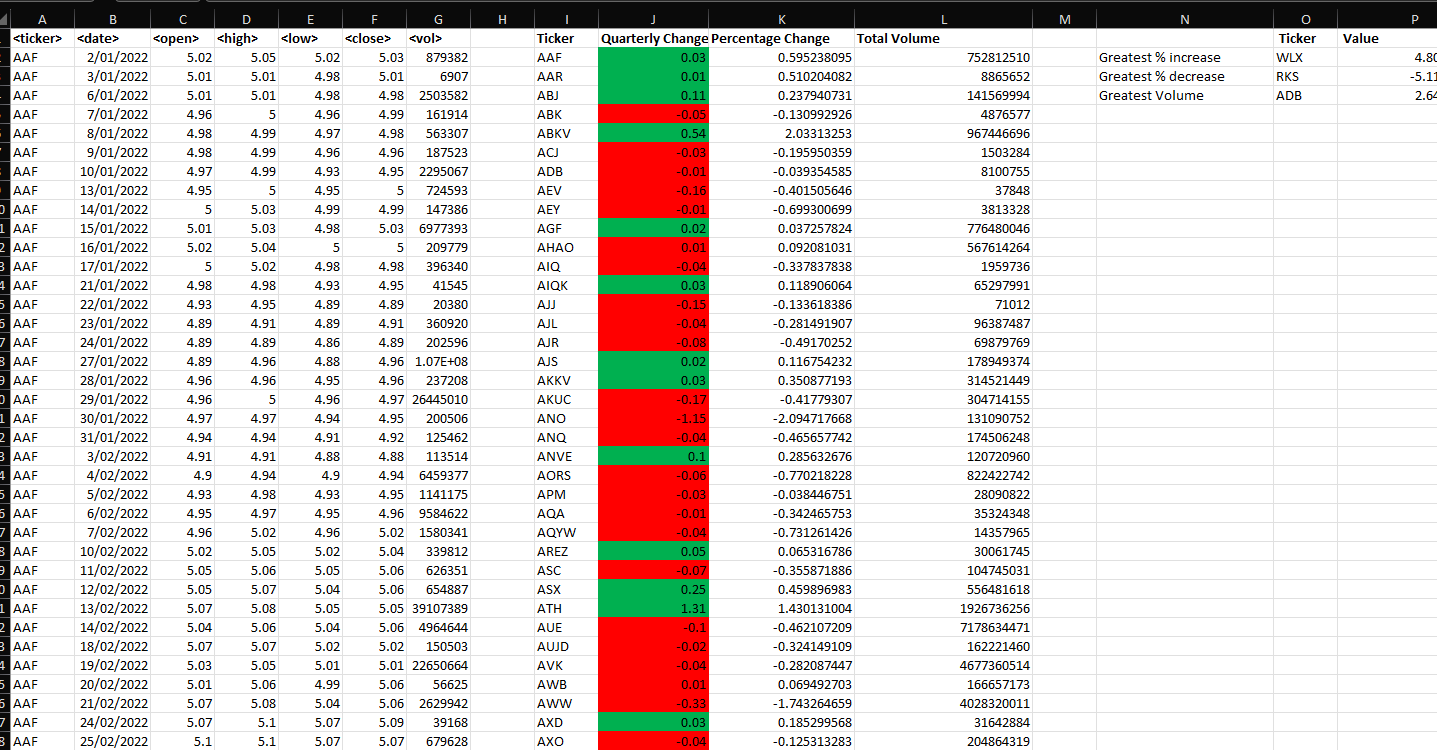 A B C D E F G H I J K L M N O P
<ticker> <date> <open> <high> <low> <close> <vol> Ticker Quarterly Change Percentage Change Total Volume Ticker Value
AAF 2/01/2022 5.02 5.05 5.02 5.03 879382 AAF 0.03 0.595238095 752812510 Greatest % increase WLX 4.80
AAF 3/01/2022 5.01 5.01 4.98 5.01 6907 AAR 0.01 0.510204082 8865652 Greatest % decrease RKS -5.11
AAF 6/01/2022 5.01 5.01 4.98 4.98 2503582 ABJ 0.11 0.237940731 141569994 Greatest Volume ADB 2.64
AAF 7/01/2022 4.96 5 4.96 4.99 161914 ABK -0.05 -0.130992926 4876577
AAF 8/01/2022 4.98 4.99 4.97 4.98 563307 ABKV 0.54 2.03313253 967446696
AAF 9/01/2022 4.98 4.99 4.96 4.96 187523 ACJ -0.03 -0.195950359 1503284
AAF 10/01/2022 4.97 4.99 4.93 4.95 2295067 ADB -0.01 -0.039354585 8100755
AAF 13/01/2022 4.95 5 4.95 5 724593 AEV -0.16 -0.401505646 37848
AAF 14/01/2022 5 5.03 4.99 4.99 147386 AEY -0.01 -0.699300699 3813328
AAF 15/01/2022 5.01 5.03 4.98 5.03 6977393 AGF 0.02 0.037257824 776480046
AAF 16/01/2022 5.02 5.04 5 5 209779 AHAO 0.01 0.092081031 567614264
AAF 17/01/2022 5 5.02 4.98 4.98 396340 AIQ -0.04 -0.337837838 1959736
AAF 21/01/2022 4.98 4.98 4.93 4.95 41545 AIQK 0.03 0.118906064 65297991
AAF 22/01/2022 4.93 4.95 4.89 4.89 20380 AJJ -0.15 -0.133618386 71012
AAF 23/01/2022 4.89 4.91 4.89 4.91 360920 AJL -0.04 -0.281491907 96387487
AAF 24/01/2022 4.89 4.89 4.86 4.89 202596 AJR -0.08 -0.49170252 69879769
AAF 27/01/2022 4.89 4.96 4.88 4.96 1.07E+08 AJS 0.02 0.116754232 178949374
AAF 28/01/2022 4.96 4.96 4.95 4.96 237208 AKKV 0.03 0.350877193 314521449
AAF 29/01/2022 4.96 5 4.96 4.97 26445010 AKUC -0.17 -0.41779307 304714155
AAF 30/01/2022 4.97 4.97 4.94 4.95 200506 ANO -1.15 -2.094717668 131090752
AAF 31/01/2022 4.94 4.94 4.91 4.92 125462 ANQ -0.04 -0.465657742 174506248
AAF 3/02/2022 4.91 4.91 4.88 4.88 113514 ANVE 0.1 0.285632676 120720960
AAF 4/02/2022 4.9 4.94 4.9 4.94 6459377 AORS -0.06 -0.770218228 822422742
AAF 5/02/2022 4.93 4.98 4.93 4.95 1141175 APM -0.03 -0.038446751 28090822
AAF 6/02/2022 4.95 4.97 4.95 4.96 9584622 AQA -0.01 -0.342465753 35324348
AAF 7/02/2022 4.96 5.02 4.96 5.02 1580341 AQYW -0.04 -0.731261426 14357965
AAF 10/02/2022 5.02 5.05 5.02 5.04 339812 AREZ 0.05 0.065316786 30061745
AAF 11/02/2022 5.05 5.06 5.05 5.06 626351 ASC -0.07 -0.355871886 104745031
AAF 12/02/2022 5.05 5.07 5.04 5.06 654887 ASX 0.25 0.459896983 556481618
AAF 13/02/2022 5.07 5.08 5.05 5.05 39107389 ATH 1.31 1.430131004 1926736256
AAF 14/02/2022 5.04 5.06 5.04 5.06 4964644 AUE -0.1 -0.462107209 7178634471
AAF 18/02/2022 5.07 5.07 5.02 5.02 150503 AUJD -0.02 -0.324149109 162221460
AAF 19/02/2022 5.03 5.05 5.01 5.01 22650664 AVK -0.04 -0.282087447 4677360514
AAF 20/02/2022 5.01 5.06 4.99 5.06 56625 AWB 0.01 0.069492703 166657173
AAF 21/02/2022 5.07 5.08 5.04 5.06 2629942 AWW -0.33 -1.743264659 4028320011
AAF 24/02/2022 5.07 5.1 5.07 5.09 39168 AXD 0.03 0.185299568 31642884
AAF 25/02/2022 5.1 5.1 5.07 5.07 679628 AXO -0.04 -0.125313283 204864319